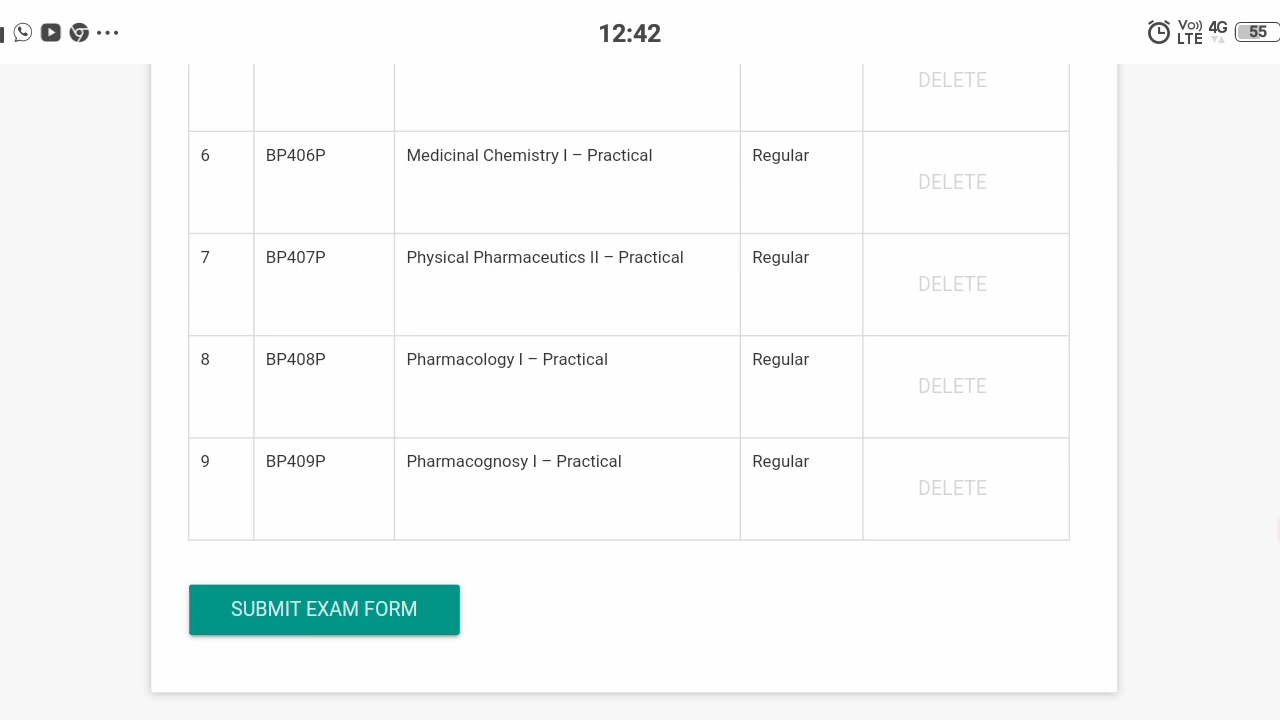 12:42
Vo)) LTE 4G 55
DELETE
6 BP406P Medicinal Chemistry I – Practical Regular DELETE
7 BP407P Physical Pharmaceutics II – Practical Regular DELETE
8 BP408P Pharmacology I – Practical Regular DELETE
9 BP409P Pharmacognosy I – Practical Regular DELETE
SUBMIT EXAM FORM